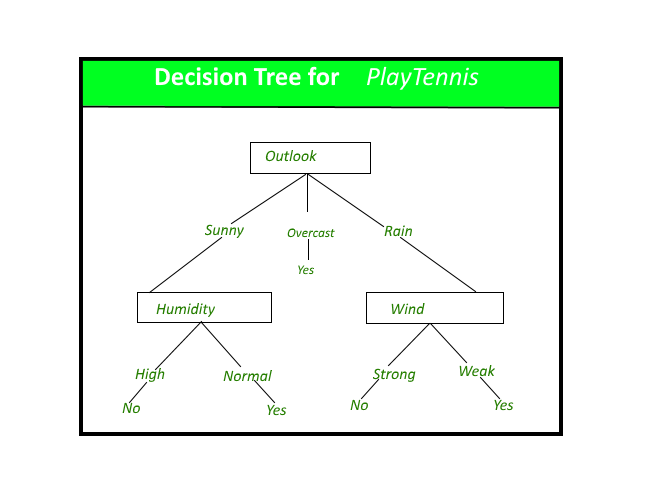 Decision Tree for PlayTennis
Outlook
Sunny Overcast Rain
Yes
Humidity Wind
High Normal Strong Weak
No Yes No Yes